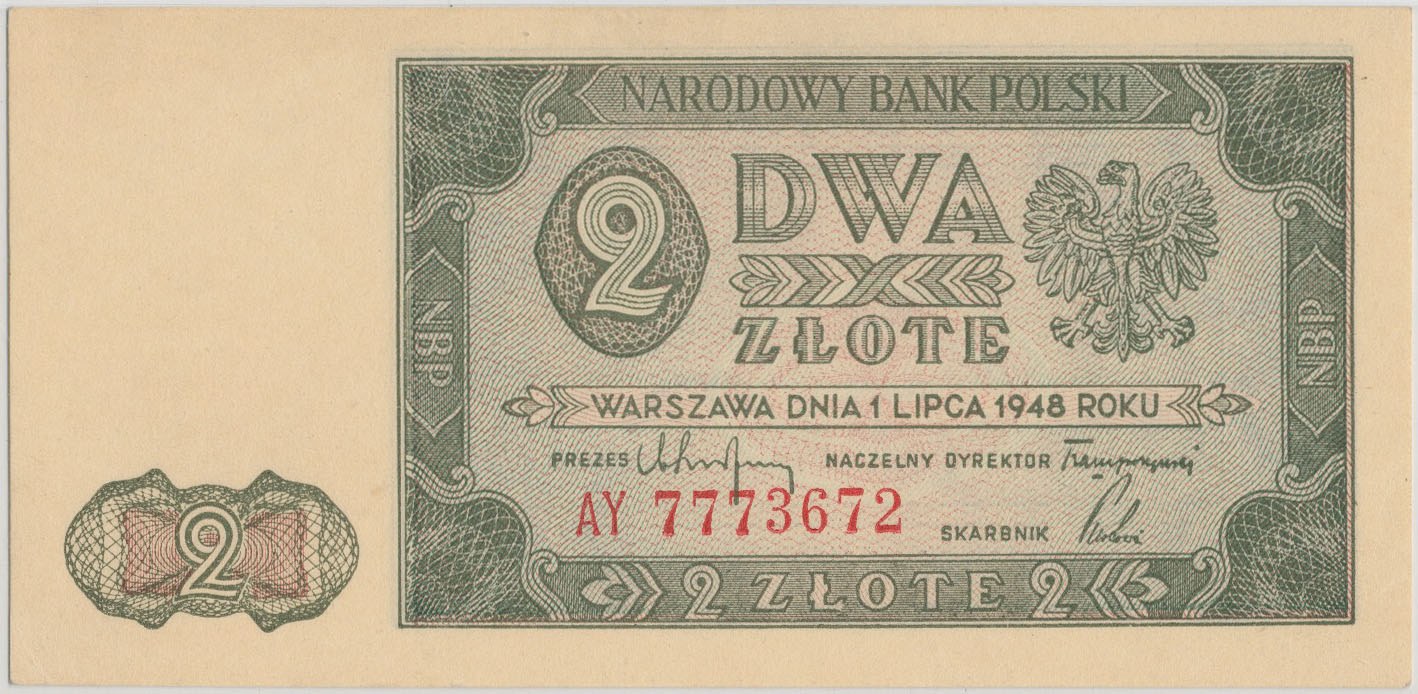 NARODOWY BANK POLSKI
2
DWA
ZŁOTE
NBP
NBP
WARSZAWA DNIA 1 LIPCA 1948 ROKU
PREZES NACZELNY DYREKTOR
AY 7773672
SKARBNIK
2
2 ZŁOTE 2